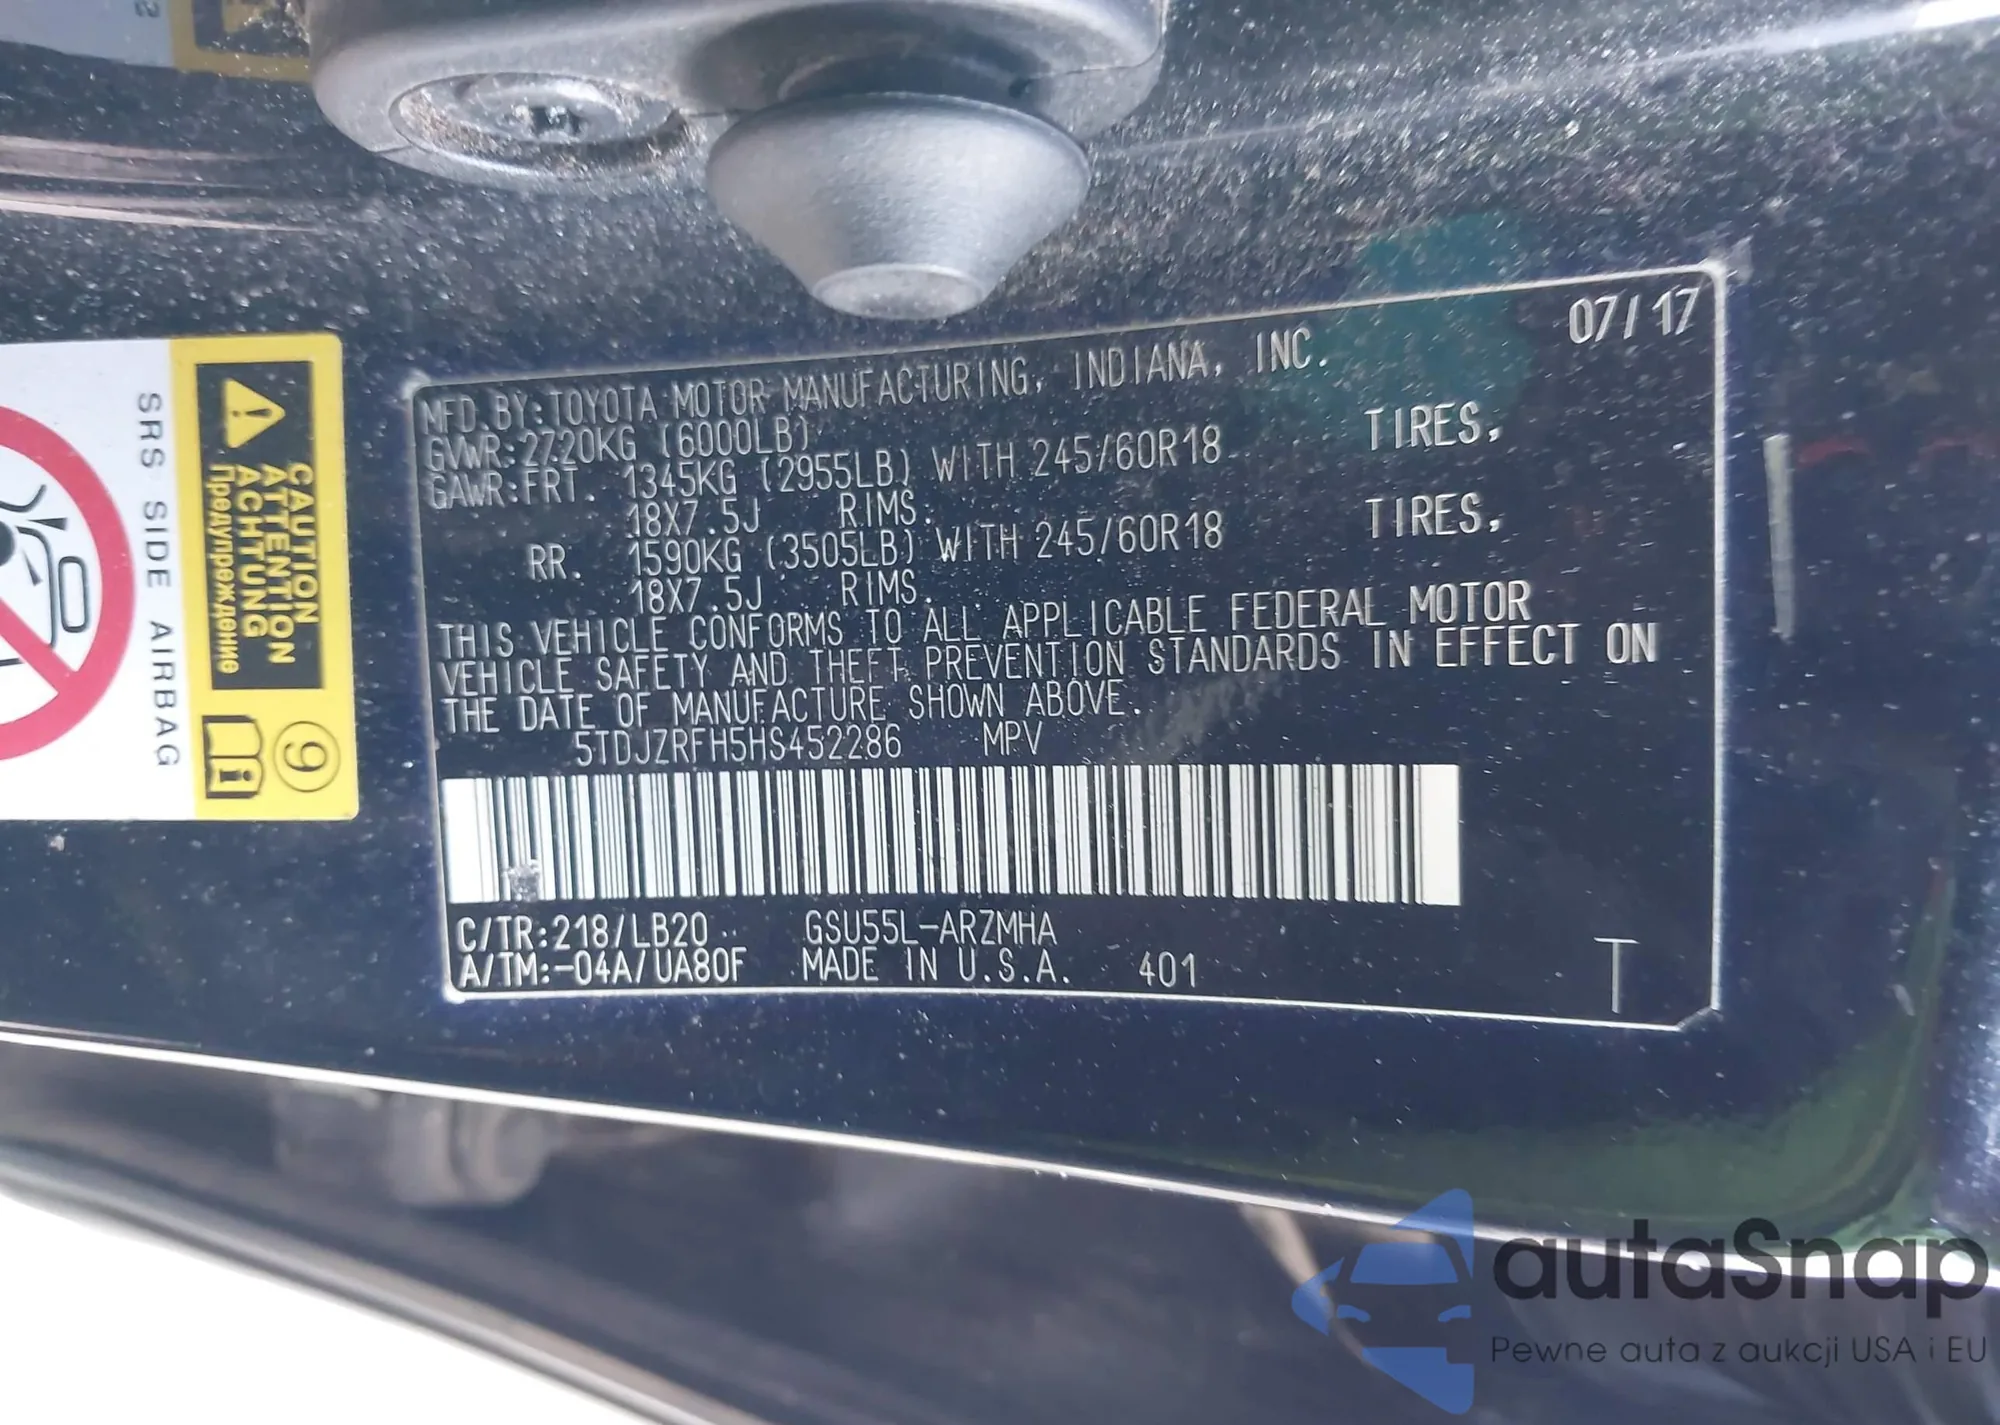 2
SRS SIDE AIRBAG
CAUTION
ATTENTION
ACHTUNG
Предупреждение
9
07/17
MFD. BY: TOYOTA MOTOR MANUFACTURING, INDIANA, INC.
GVWR: 2720KG (6000LB)
GAWR: FRT. 1345KG (2955LB) WITH 245/60R18 TIRES,
18X7.5J RIMS.
RR. 1590KG (3505LB) WITH 245/60R18 TIRES,
18X7.5J RIMS.
THIS VEHICLE CONFORMS TO ALL APPLICABLE FEDERAL MOTOR
VEHICLE SAFETY AND THEFT PREVENTION STANDARDS IN EFFECT ON
THE DATE OF MANUFACTURE SHOWN ABOVE.
5TDJZRFH5HS452286 MPV
C/TR:218/LB20 GSU55L-ARZMHA
A/TM:-04A/UA80F MADE IN U.S.A. 401
T
autaSnap
Pewne auta z aukcji USA i EU